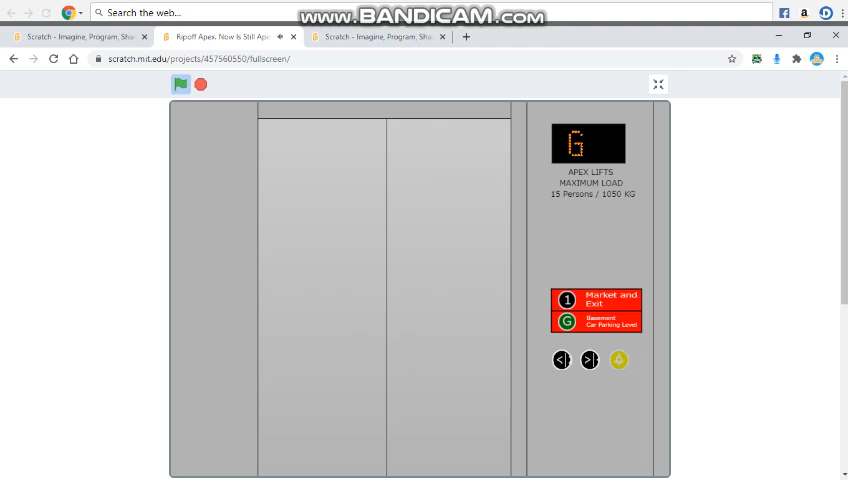 Search the web...
www.BANDICAM.com
Scratch - Imagine, Program, Sha
Ripoff Apex. Now Is Still Ape
Scratch - Imagine, Program, Sha
scratch.mit.edu/projects/457560550/fullscreen/
G
APEX LIFTS
MAXIMUM LOAD
15 Persons / 1050 KG
1 Market and
Exit
G Basement
Car Parking Level
<|> >|<